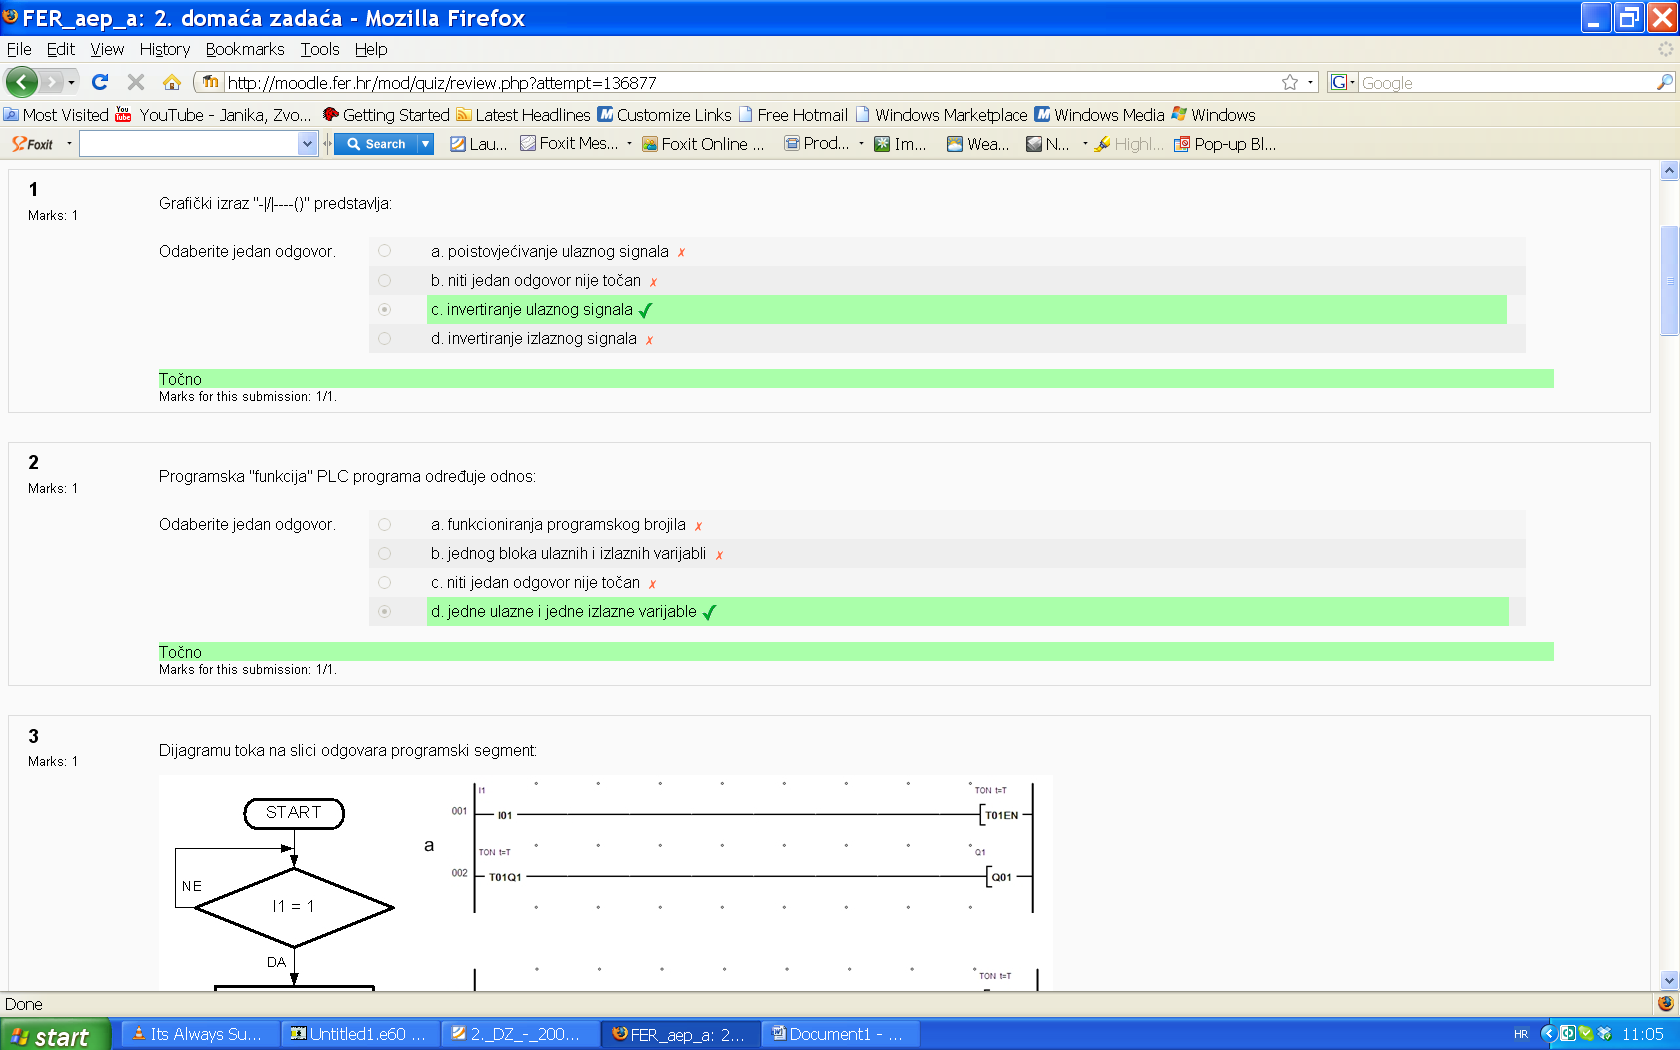 FER_aep_a: 2. domaća zadaća - Mozilla Firefox
File Edit View History Bookmarks Tools Help
http://moodle.fer.hr/mod/quiz/review.php?attempt=136877
Google
Most Visited YouTube - Janika, Zvo... Getting Started Latest Headlines Customize Links Free Hotmail Windows Marketplace Windows Media Windows
Foxit Search Lau... Foxit Mes... Foxit Online ... Prod... Im... Wea... N... Highl... Pop-up Bl...
1
Marks: 1
Grafički izraz "-|/|----()" predstavlja:
Odaberite jedan odgovor.
a. poistovjećivanje ulaznog signala ✗
b. niti jedan odgovor nije točan ✗
c. invertiranje ulaznog signala ✓
d. invertiranje izlaznog signala ✗
Točno
Marks for this submission: 1/1.
2
Marks: 1
Programska "funkcija" PLC programa određuje odnos:
Odaberite jedan odgovor.
a. funkcioniranja programskog brojila ✗
b. jednog bloka ulaznih i izlaznih varijabli ✗
c. niti jedan odgovor nije točan ✗
d. jedne ulazne i jedne izlazne varijable ✓
Točno
Marks for this submission: 1/1.
3
Marks: 1
Dijagramu toka na slici odgovara programski segment:
START
NE
I1 = 1
DA
a
I1 TON t=T
001 I01 T01EN
TON t=T Q1
002 T01Q1 Q01
TON t=T
Done
start Its Always Su... Untitled1.e60 ... 2._DZ_-_200... FER_aep_a: 2... Document1 - ... HR 11:05